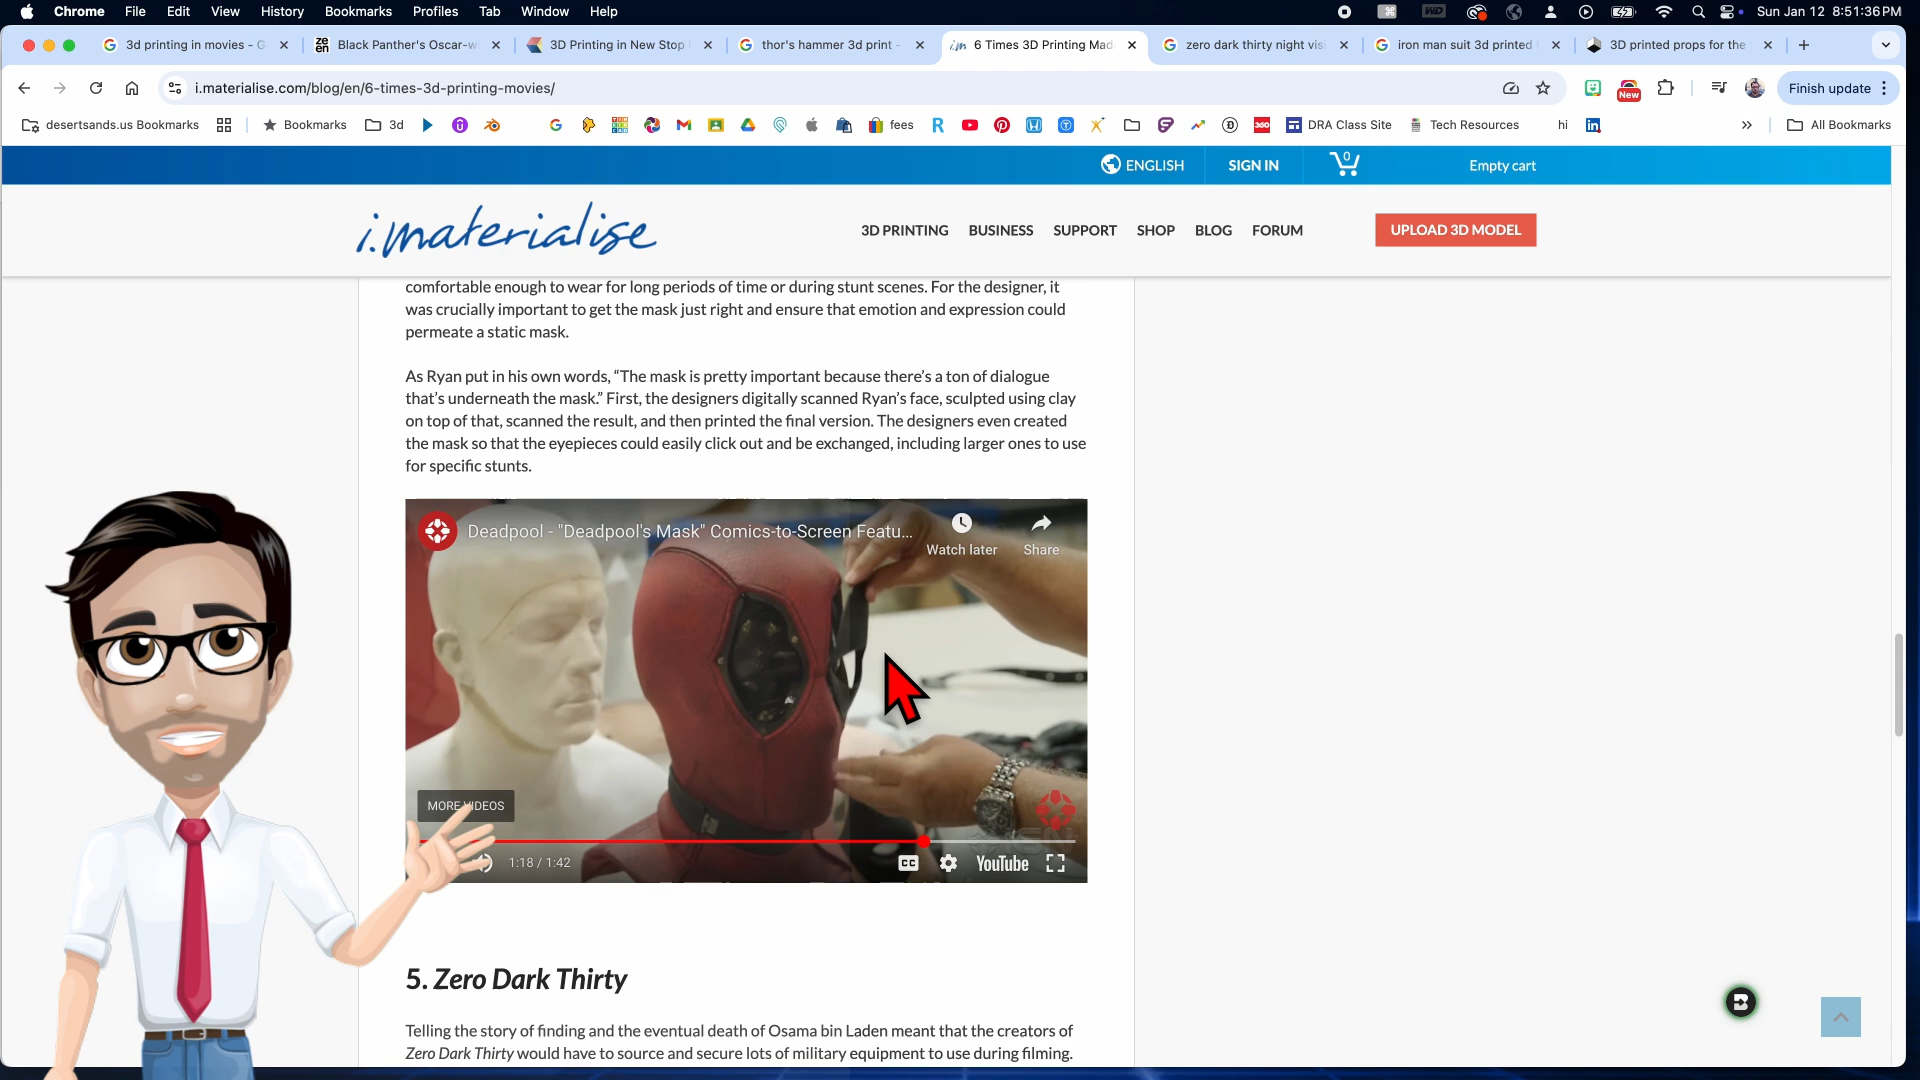 Chrome File Edit View History Bookmarks Profiles Tab Window Help
Sun Jan 12 8:51:36 PM
3d printing in movies - G
Black Panther's Oscar-w
3D Printing in New Stop
thor's hammer 3d print -
6 Times 3D Printing Mad
zero dark thirty night visi
iron man suit 3d printed
3D printed props for the
i.materialise.com/blog/en/6-times-3d-printing-movies/
New
Finish update
desertsands.us Bookmarks
Bookmarks
3d
fees
DRA Class Site
Tech Resources
hi
All Bookmarks
ENGLISH
SIGN IN
0
Empty cart
i.materialise
3D PRINTING BUSINESS SUPPORT SHOP BLOG FORUM
UPLOAD 3D MODEL
comfortable enough to wear for long periods of time or during stunt scenes. For the designer, it
was crucially important to get the mask just right and ensure that emotion and expression could
permeate a static mask.
As Ryan put in his own words, “The mask is pretty important because there’s a ton of dialogue
that’s underneath the mask.” First, the designers digitally scanned Ryan’s face, sculpted using clay
on top of that, scanned the result, and then printed the final version. The designers even created
the mask so that the eyepieces could easily click out and be exchanged, including larger ones to use
for specific stunts.
Deadpool - "Deadpool's Mask" Comics-to-Screen Featu...
Watch later
Share
MORE VIDEOS
1:18 / 1:42
CC
YouTube
5. Zero Dark Thirty
Telling the story of finding and the eventual death of Osama bin Laden meant that the creators of
Zero Dark Thirty would have to source and secure lots of military equipment to use during filming.